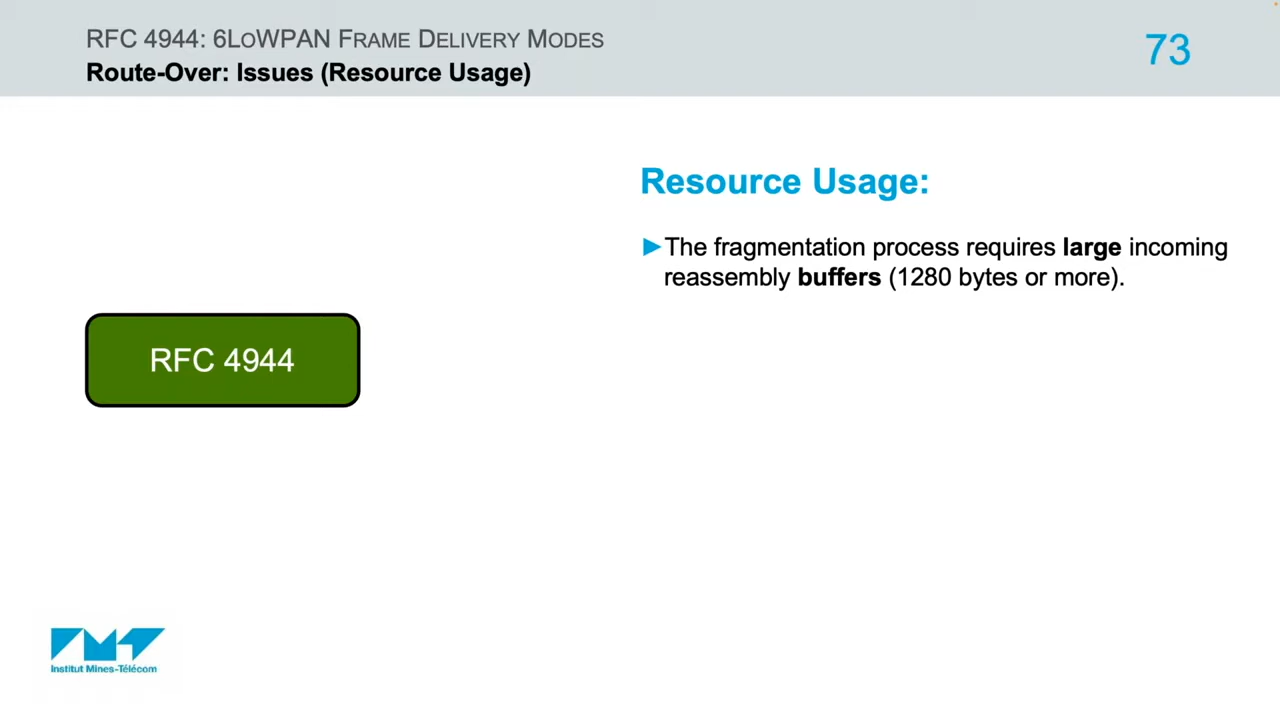 RFC 4944: 6LoWPAN Frame Delivery Modes
Route-Over: Issues (Resource Usage)
73
Resource Usage:
►The fragmentation process requires large incoming
reassembly buffers (1280 bytes or more).
RFC 4944
Institut Mines-Télécom